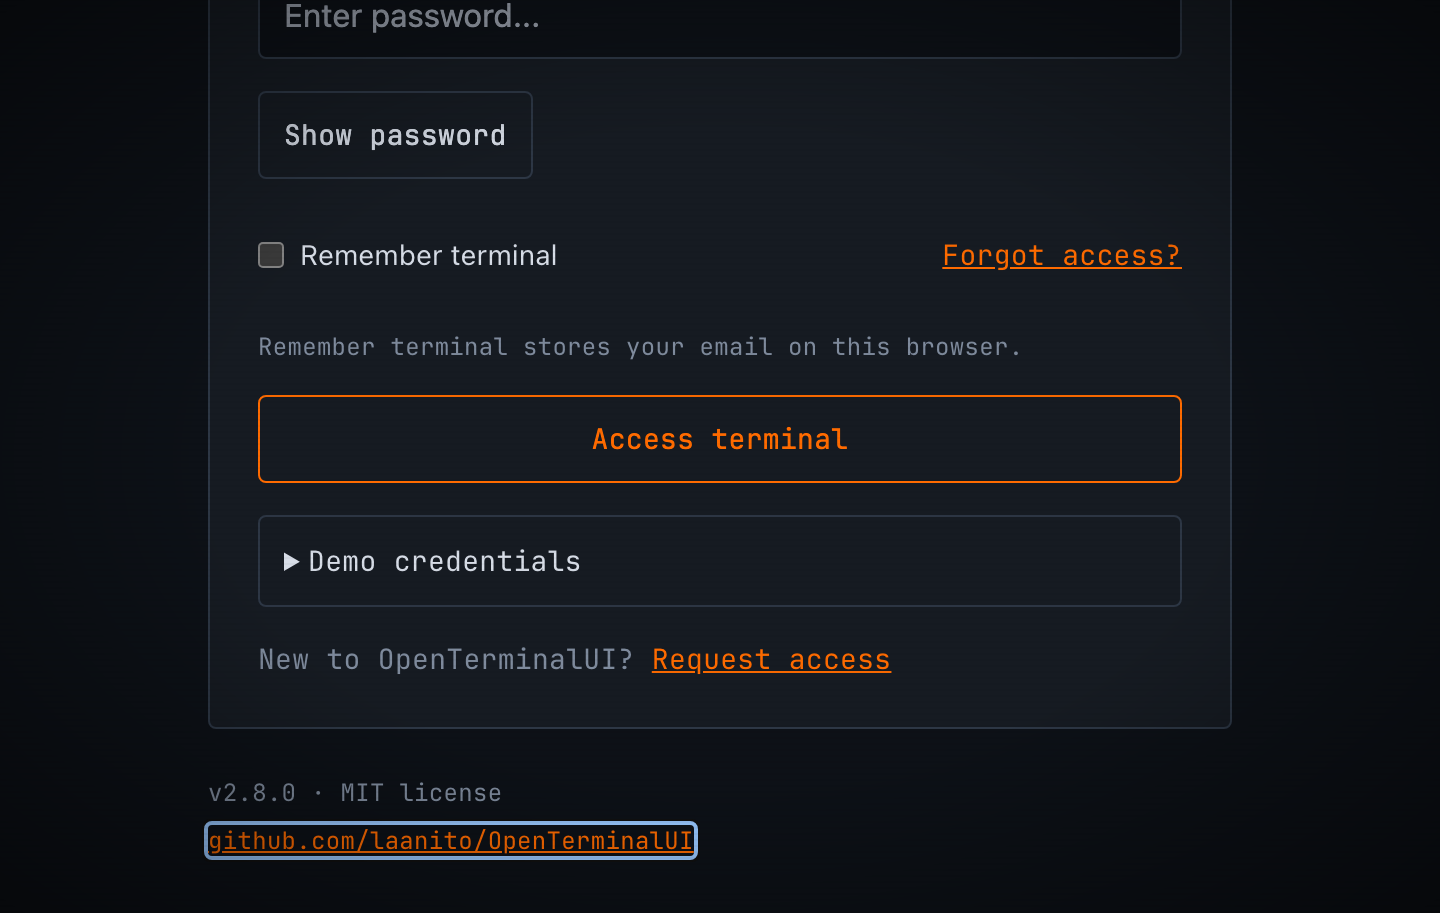 Enter password...
Show password
Remember terminal
Forgot access?
Remember terminal stores your email on this browser.
Access terminal
Demo credentials
New to OpenTerminalUI? Request access
v2.8.0 · MIT license
github.com/laanito/OpenTerminalUI